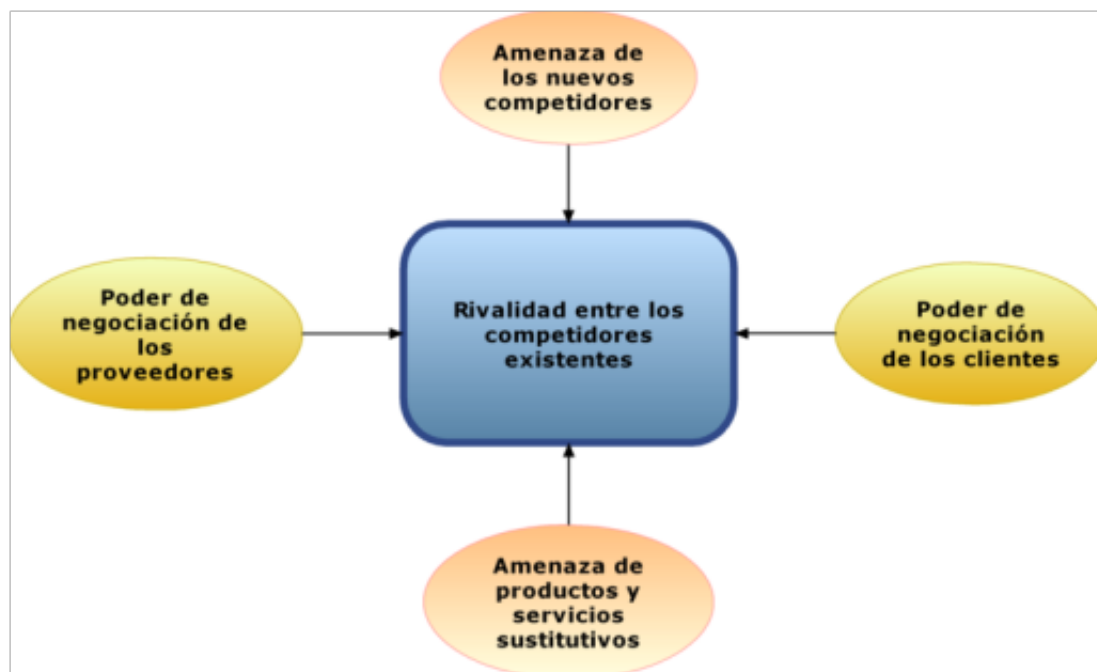 Amenaza de
los nuevos
competidores
Poder de
negociación de
los
proveedores
Rivalidad entre los
competidores
existentes
Poder de
negociación
de los clientes
Amenaza de
productos y
servicios
sustitutivos